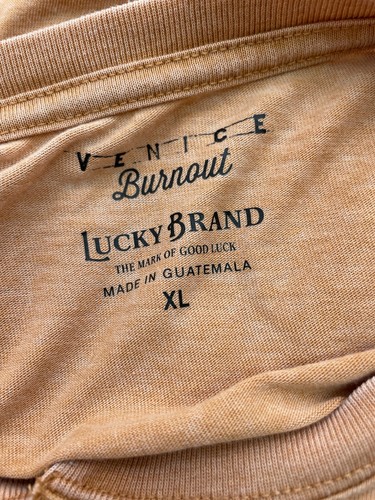 VENICE
Burnout
LUCKY BRAND
THE MARK OF GOOD LUCK
MADE IN GUATEMALA
XL